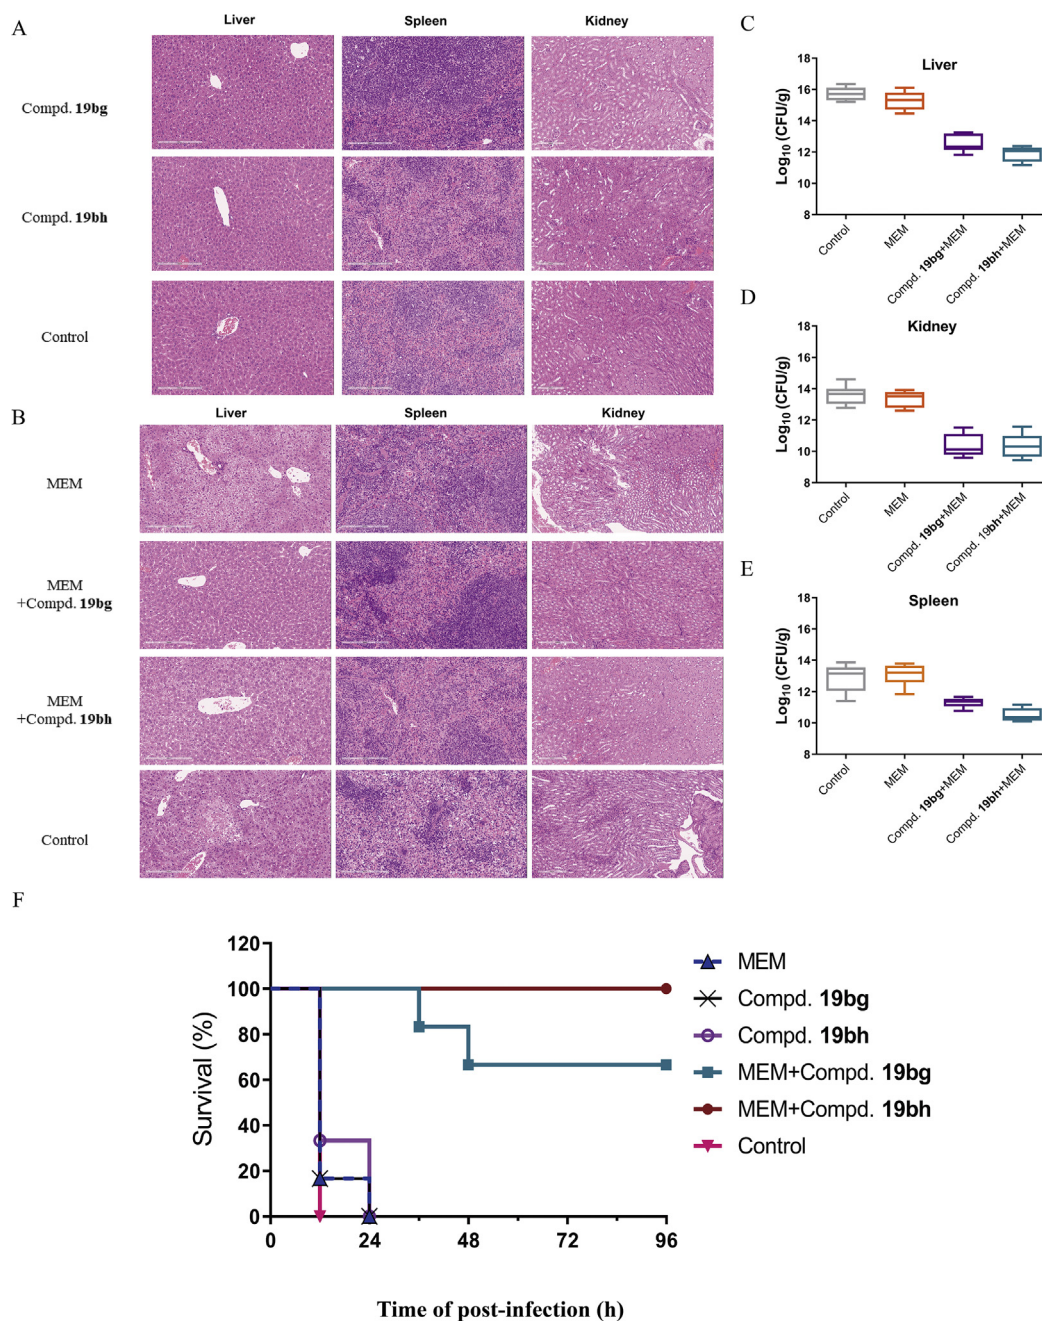 A
Liver Spleen Kidney
Compd. 19bg
Compd. 19bh
Control
B
Liver Spleen Kidney
MEM
MEM
+Compd. 19bg
MEM
+Compd. 19bh
Control
C
Liver
Log10 (CFU/g)
18
16
14
12
10
8
Control
MEM
Compd. 19bg+MEM
Compd. 19bh+MEM
D
Kidney
Log10 (CFU/g)
18
16
14
12
10
8
Control
MEM
Compd. 19bg+MEM
Compd. 19bh+MEM
E
Spleen
Log10 (CFU/g)
18
16
14
12
10
8
Control
MEM
Compd. 19bg+MEM
Compd. 19bh+MEM
F
Survival (%)
120
100
80
60
40
20
0
0 24 48 72 96
Time of post-infection (h)
MEM
Compd. 19bg
Compd. 19bh
MEM+Compd. 19bg
MEM+Compd. 19bh
Control